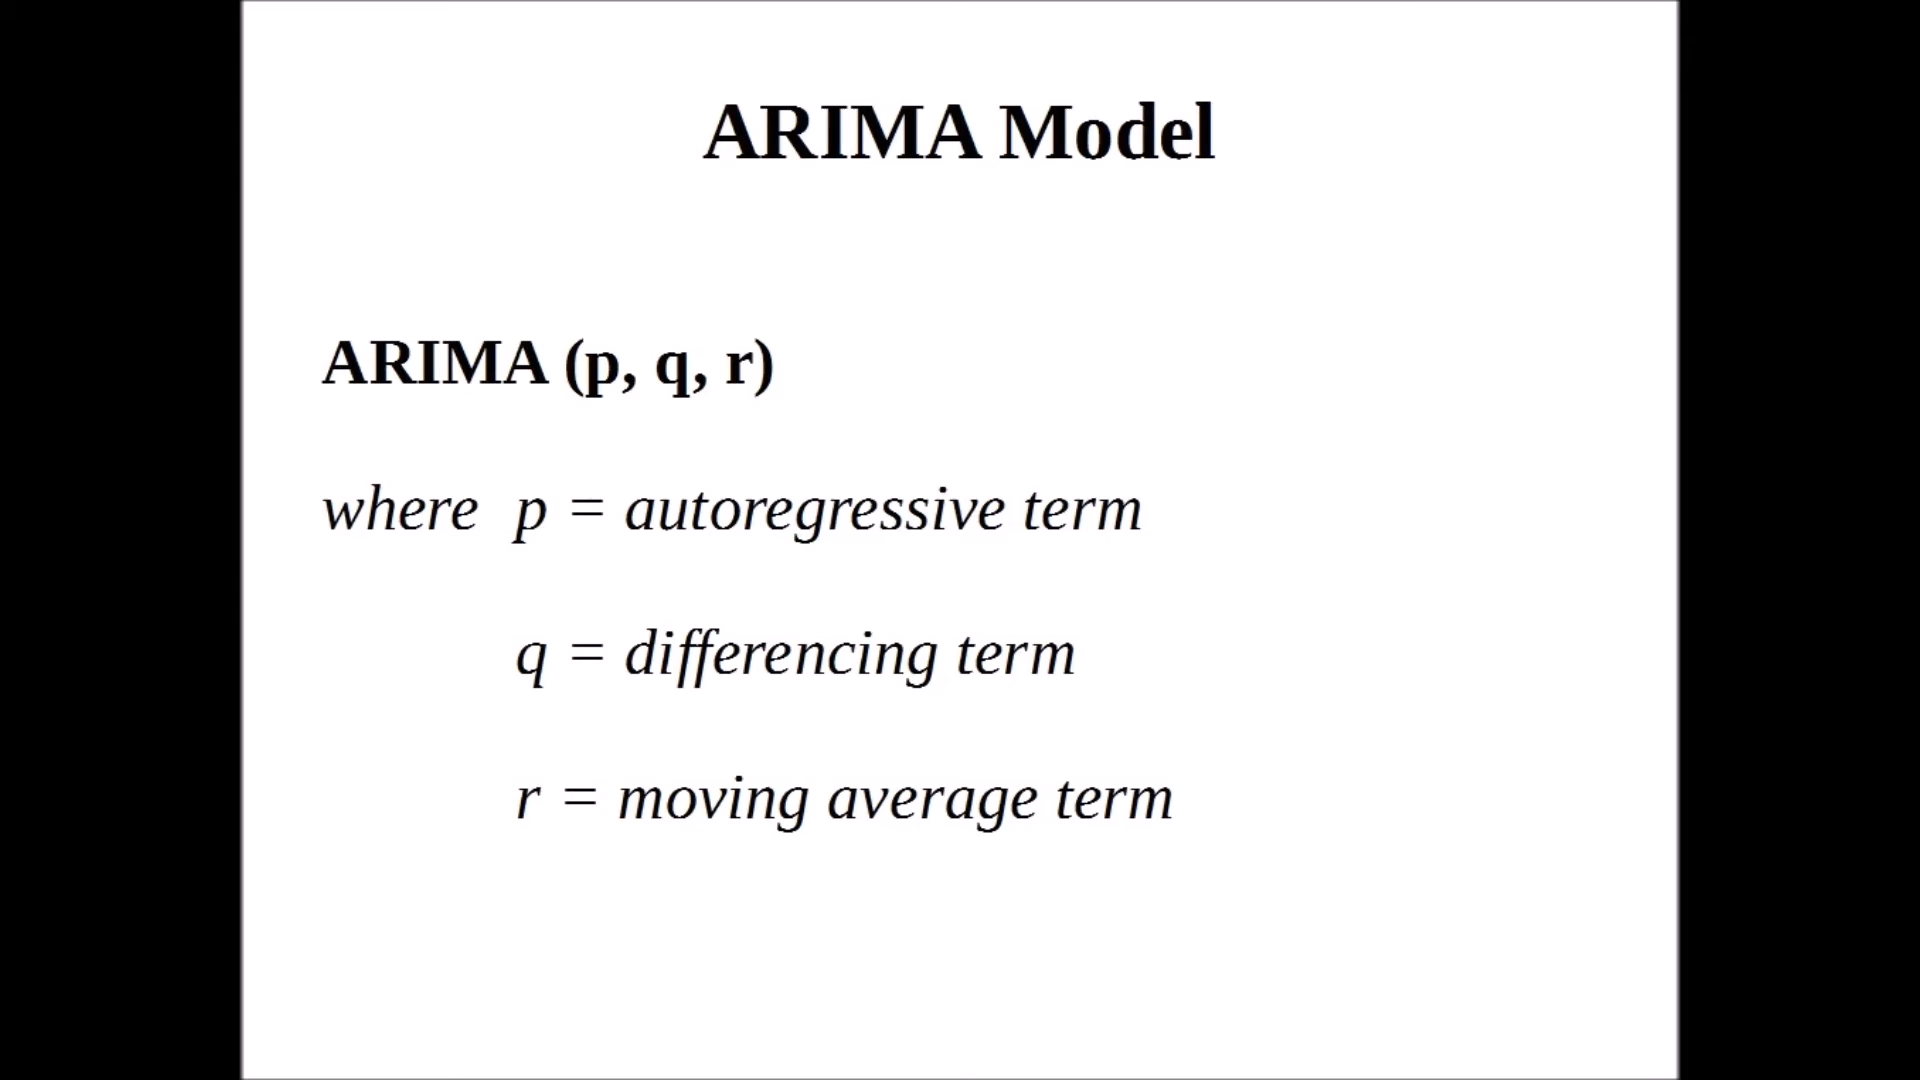 ARIMA Model
ARIMA (p, q, r)
where p = autoregressive term
q = differencing term
r = moving average term